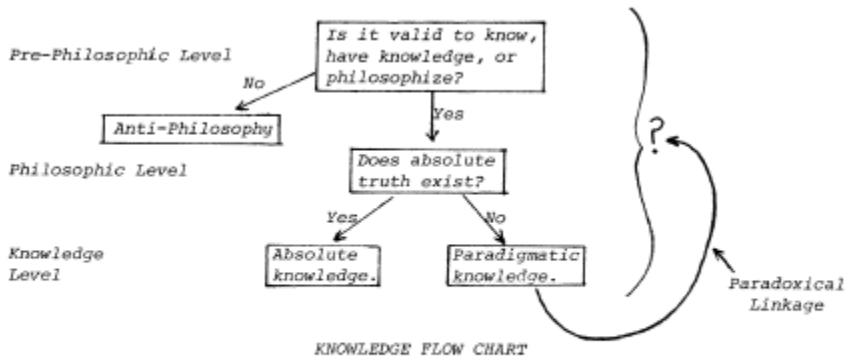 Is it valid to know,
Pre-Philosophic Level
have knowledge, or
philosophize?
No
Yes
Anti-Philosophy
?
Does absolute
Philosophic Level
truth exist?
Yes
No
Knowledge
Level
Absolute
knowledge.
Paradigmatic
knowledge.
Paradoxical
Linkage
KNOWLEDGE FLOW CHART